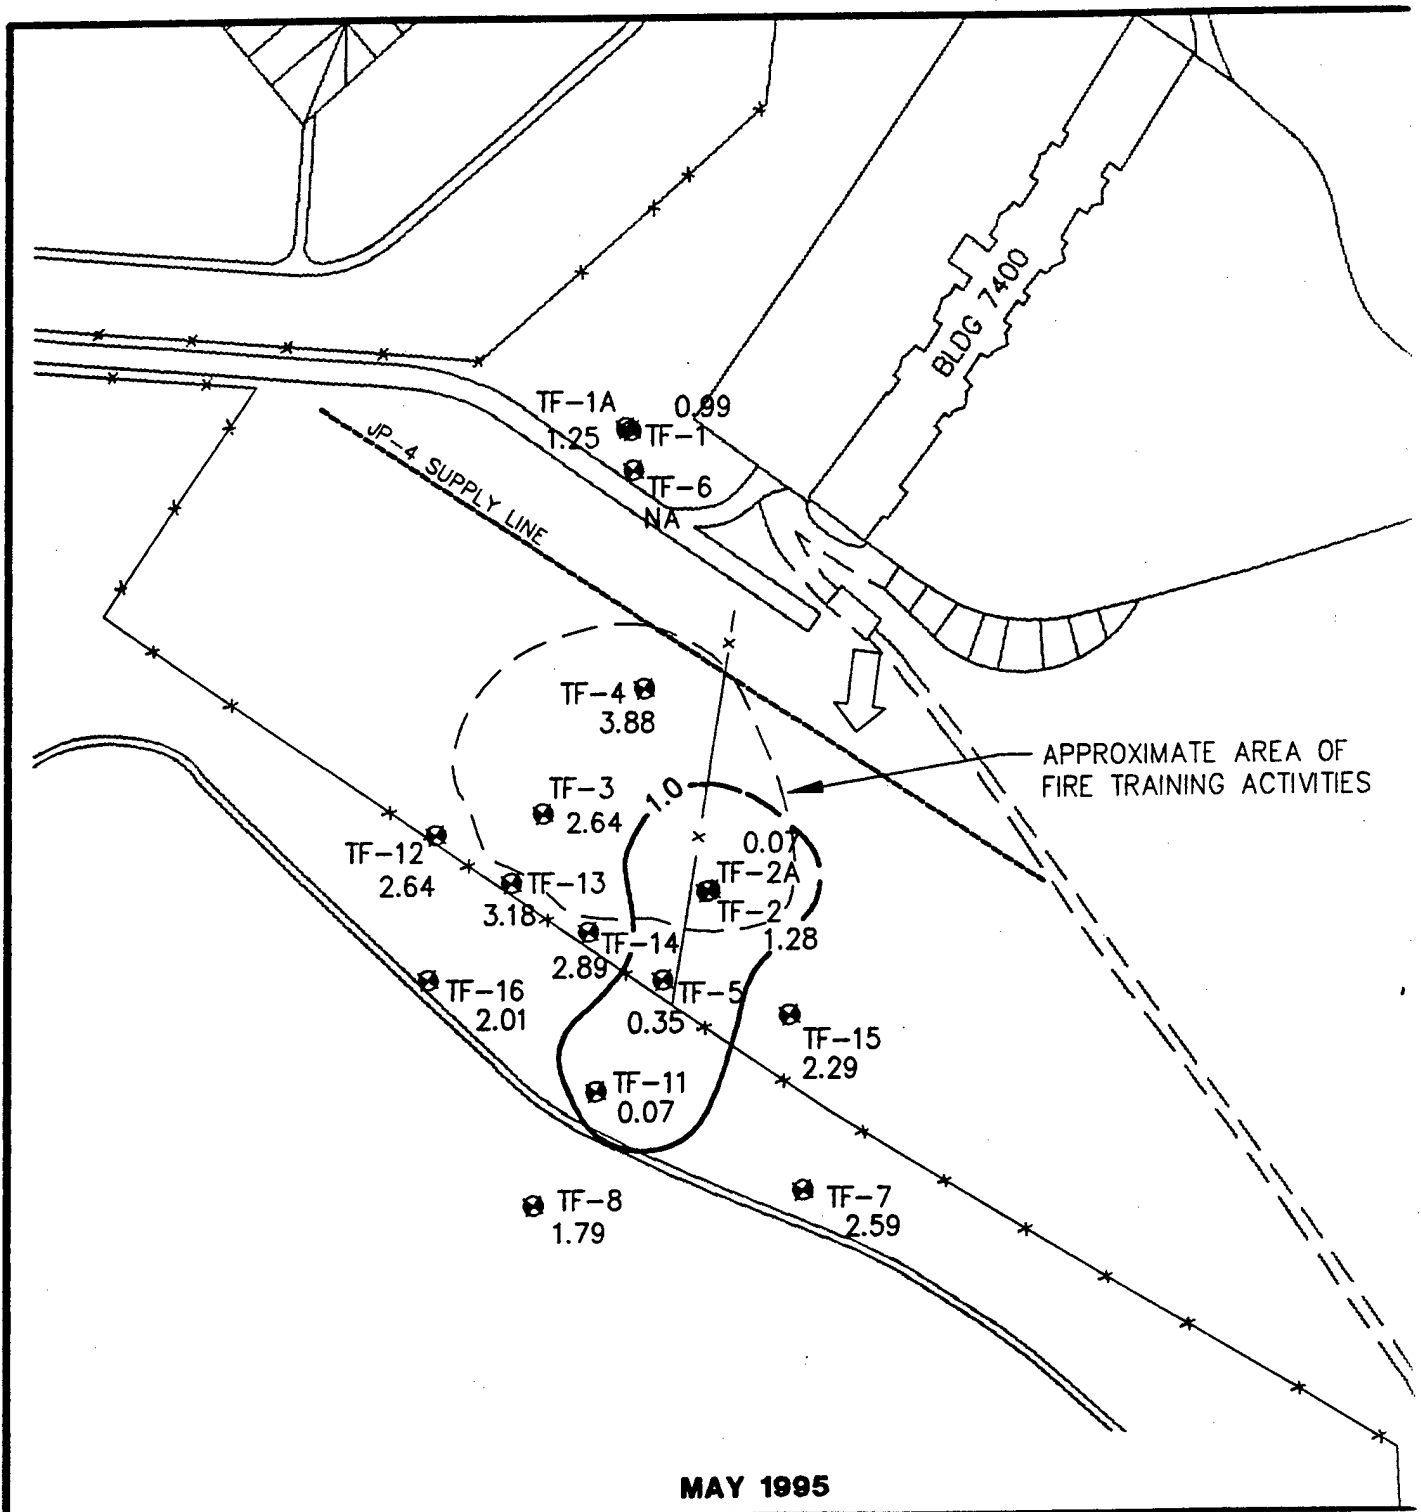 BLDG 7400
TF-1A
0.99
1.25
TF-1
TF-6
NA
JP-4 SUPPLY LINE
TF-4
3.88
APPROXIMATE AREA OF
FIRE TRAINING ACTIVITIES
1.0
TF-3
2.64
0.07
TF-12
2.64
TF-2A
TF-13
3.18
TF-2
1.28
TF-14
2.89
TF-5
0.35
TF-16
2.01
TF-15
2.29
TF-11
0.07
TF-8
1.79
TF-7
2.59
MAY 1995